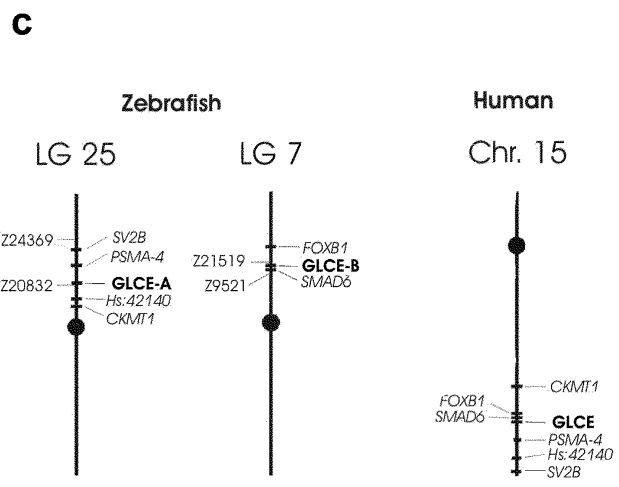 c
Zebrafish
Human
LG 25
LG 7
Chr. 15
Z24369
SV2B
PSMA-4
Z20832
GLCE-A
Hs:42140
CKMT1
FOXB1
Z21519
GLCE-B
Z9521
SMAD6
CKMT1
FOXB1
SMAD6
GLCE
PSMA-4
Hs:42140
SV2B